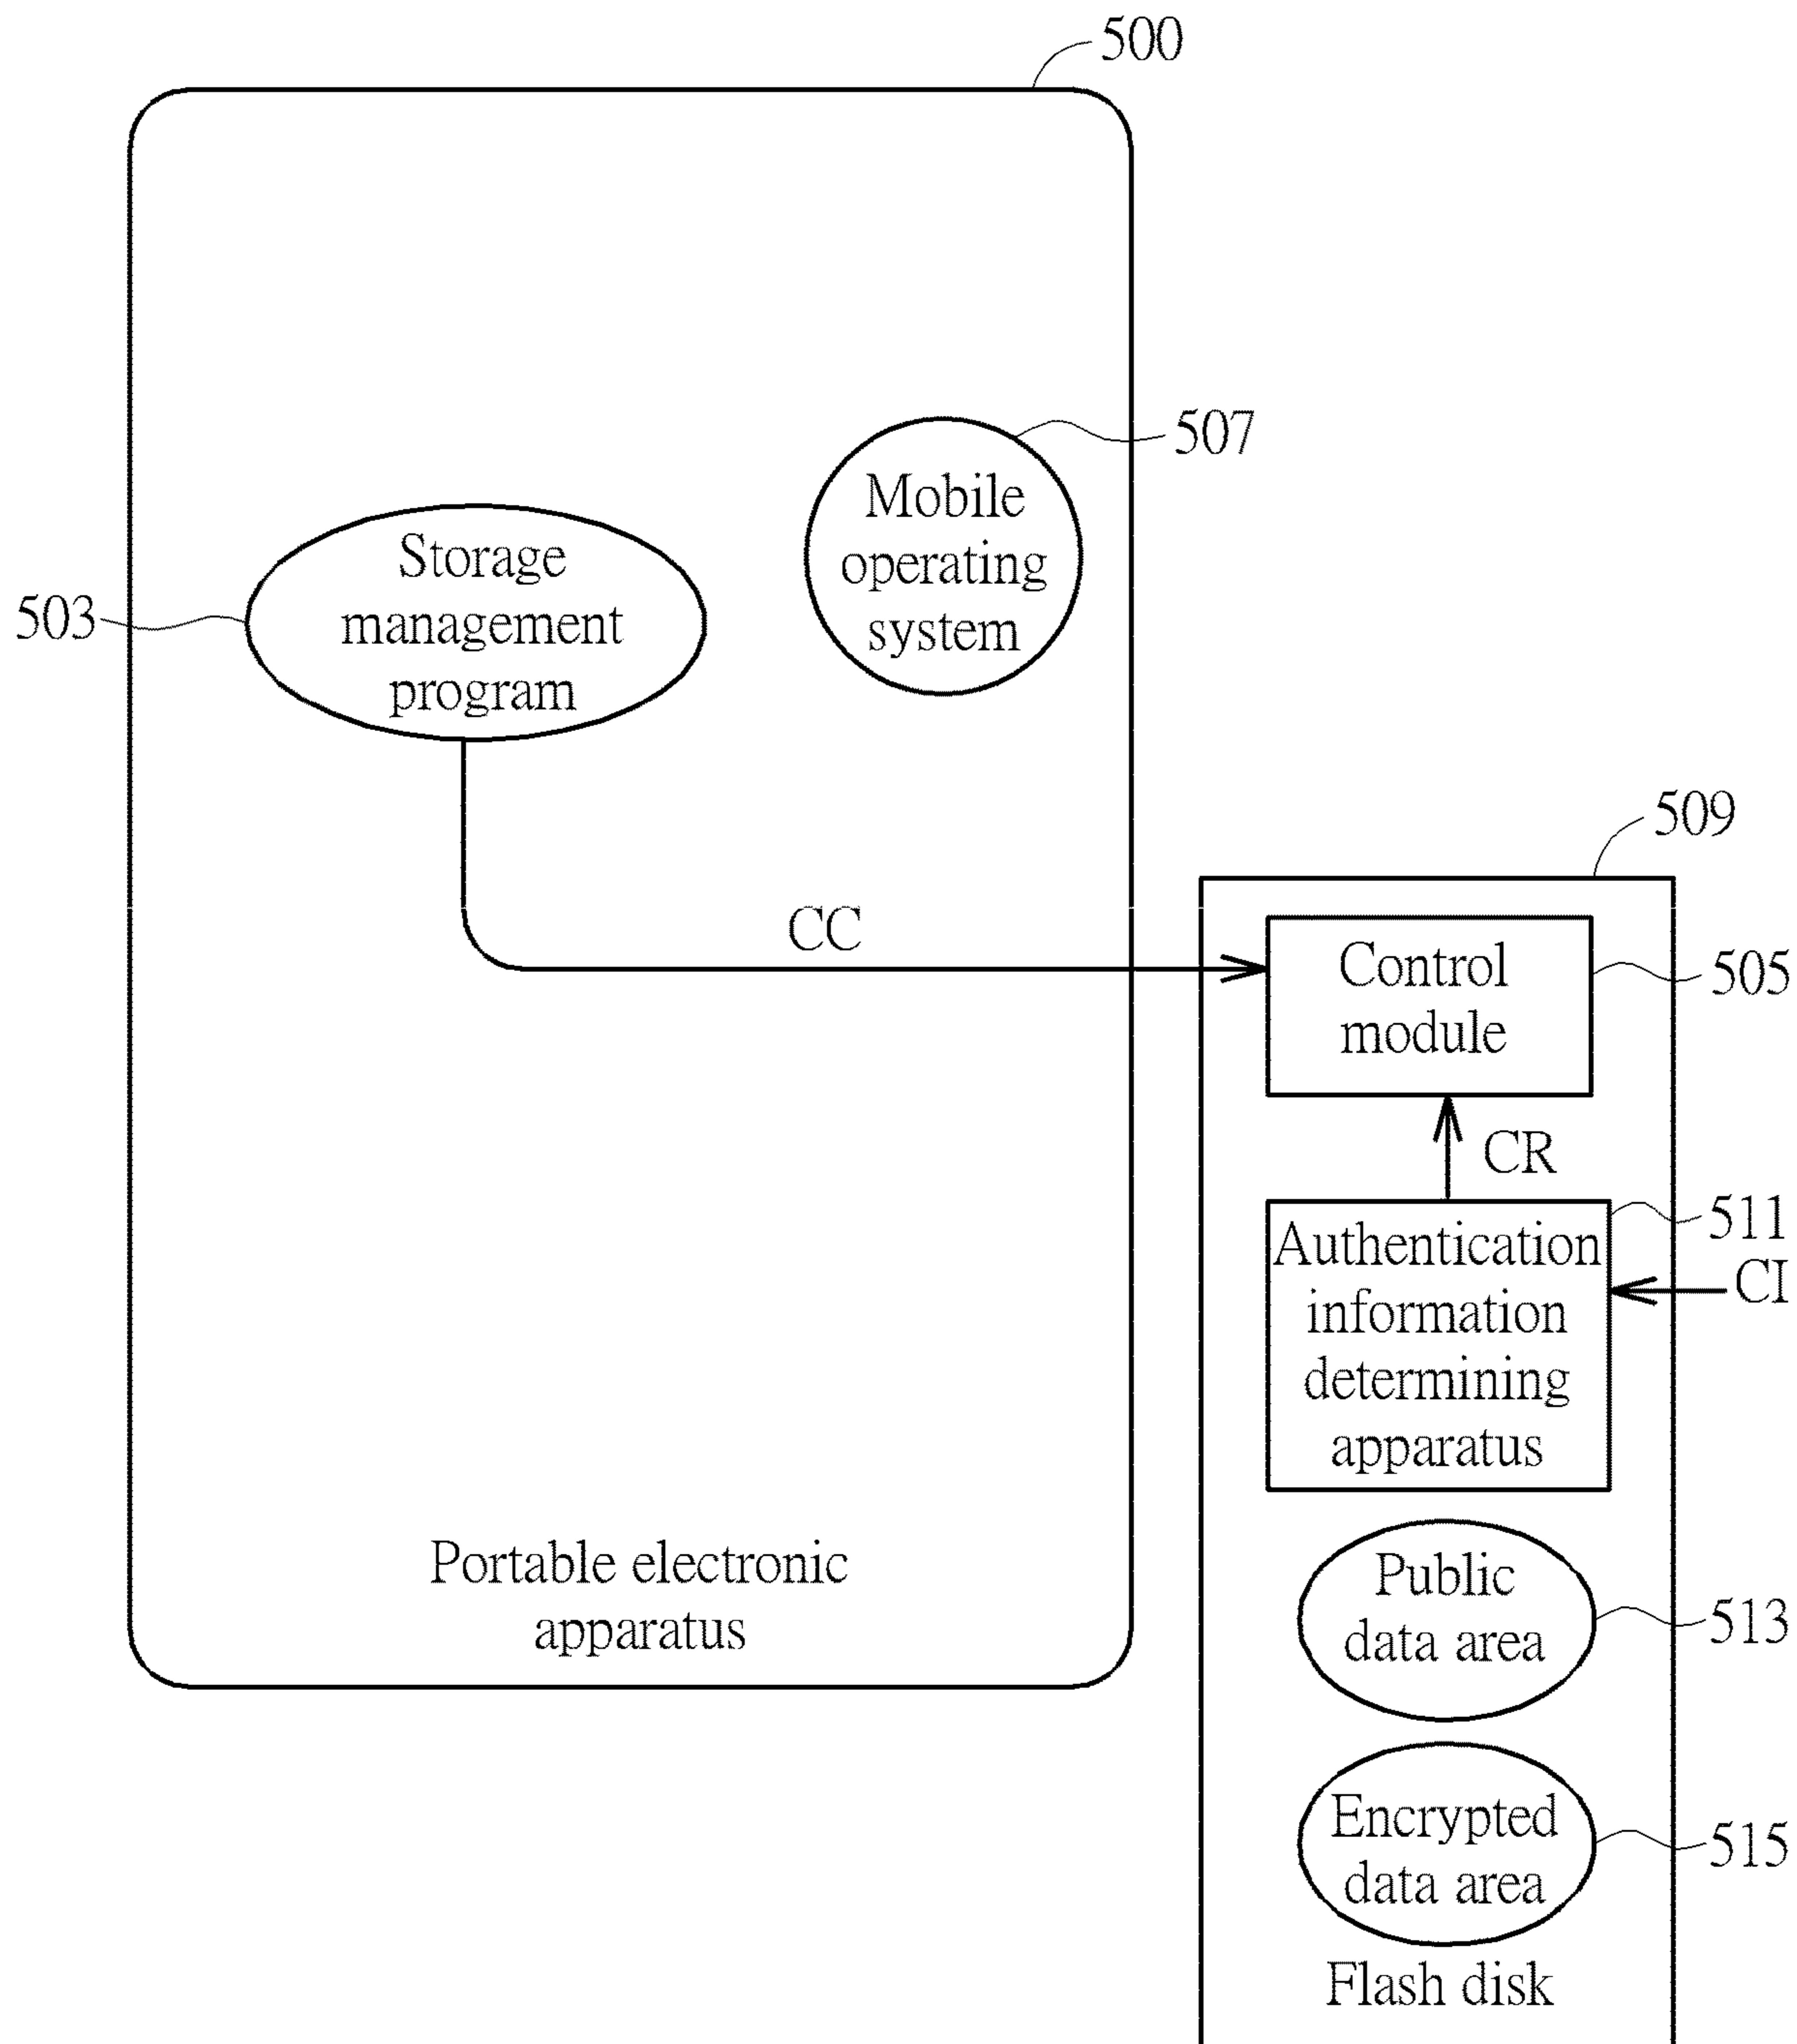 500
507
Mobile
operating
system
Storage
management
program
503
509
CC
Control
module
505
CR
511
Authentication
information
determining
apparatus
CI
Portable electronic
apparatus
Public
data area
513
Encrypted
data area
515
Flash disk